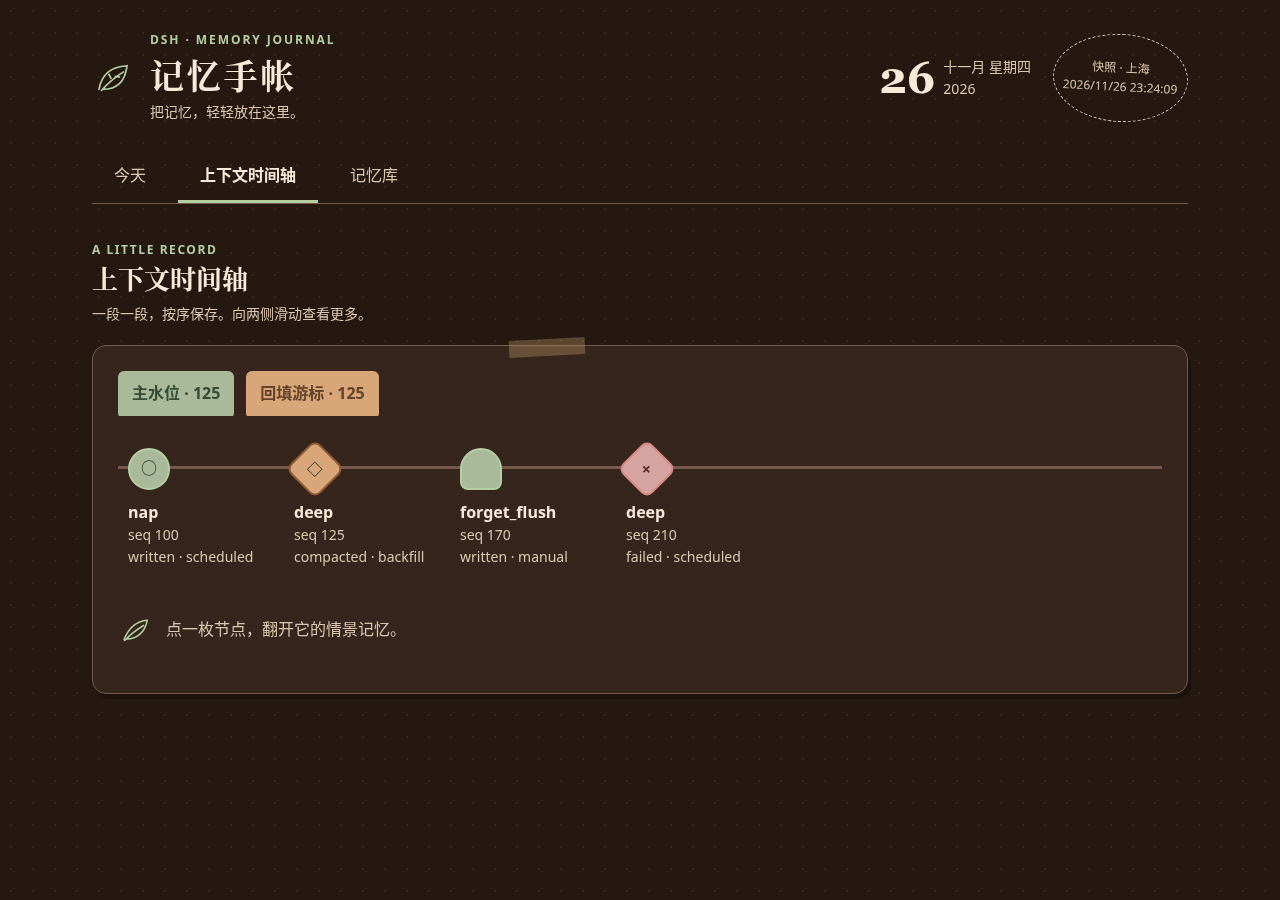 DSH · MEMORY JOURNAL
记忆手帐
把记忆，轻轻放在这里。
26
十一月 星期四
2026
快照 · 上海
2026/11/26 23:24:09
今天
上下文时间轴
记忆库
A LITTLE RECORD
上下文时间轴
一段一段，按序保存。向两侧滑动查看更多。
主水位 · 125
回填游标 · 125
nap
seq 100
written · scheduled
deep
seq 125
compacted · backfill
forget_flush
seq 170
written · manual
deep
seq 210
failed · scheduled
点一枚节点，翻开它的情景记忆。